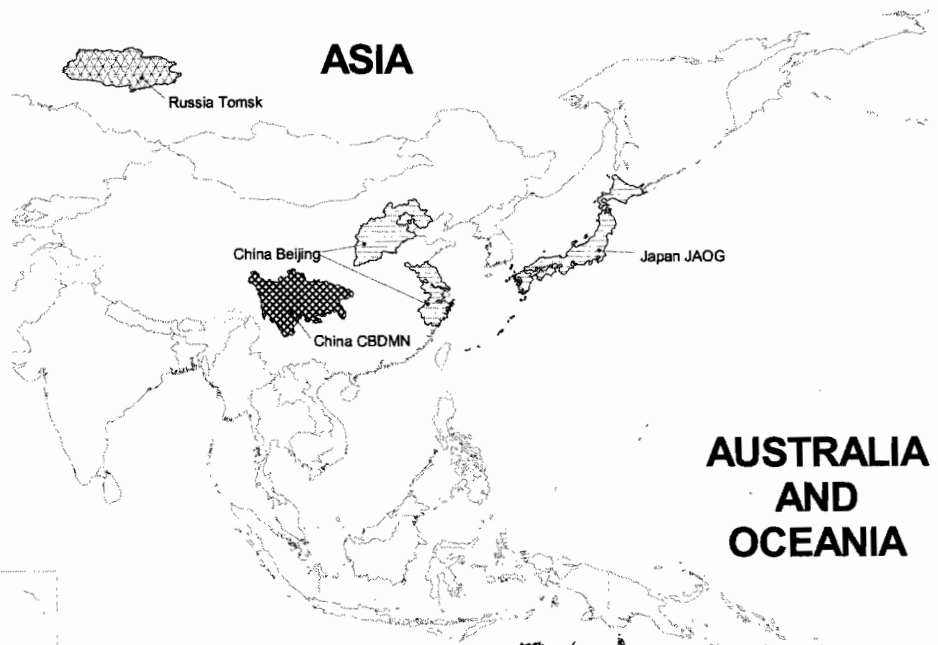 ASIA
Russia Tomsk
China Beijing
Japan JAOG
China CBDMN
AUSTRALIA
AND
OCEANIA